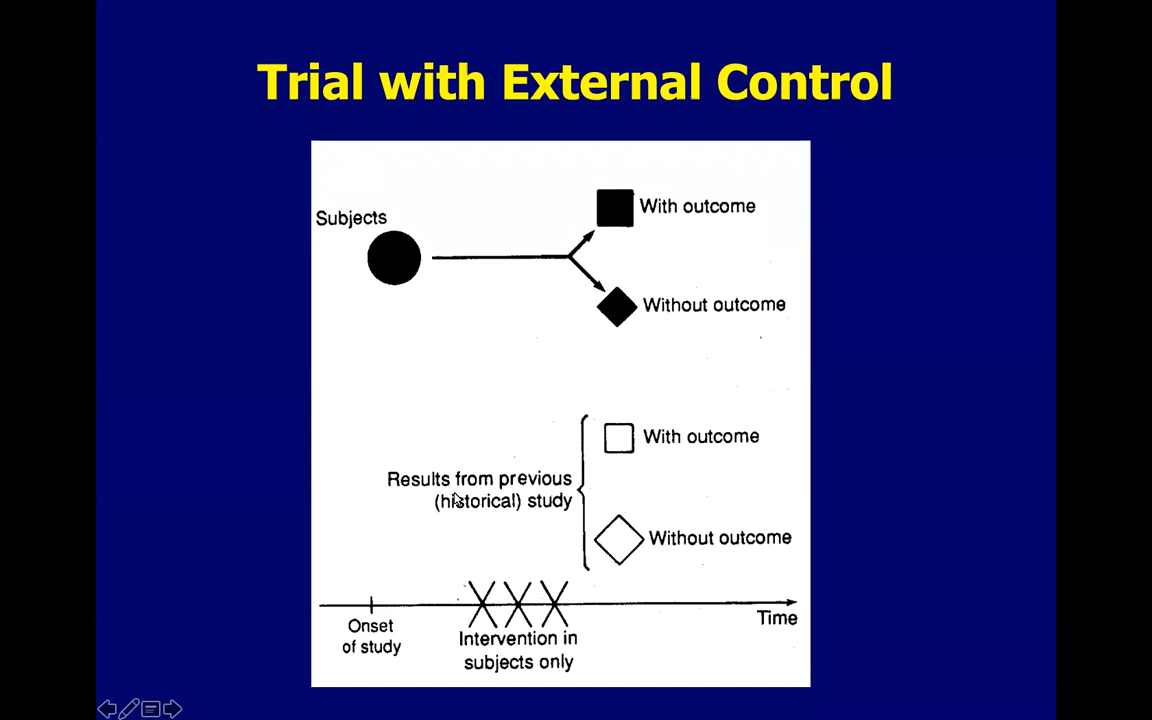 Trial with External Control
Subjects
With outcome
Without outcome
With outcome
Results from previous
(historical) study
Without outcome
Time
Onset
of study
Intervention in
subjects only